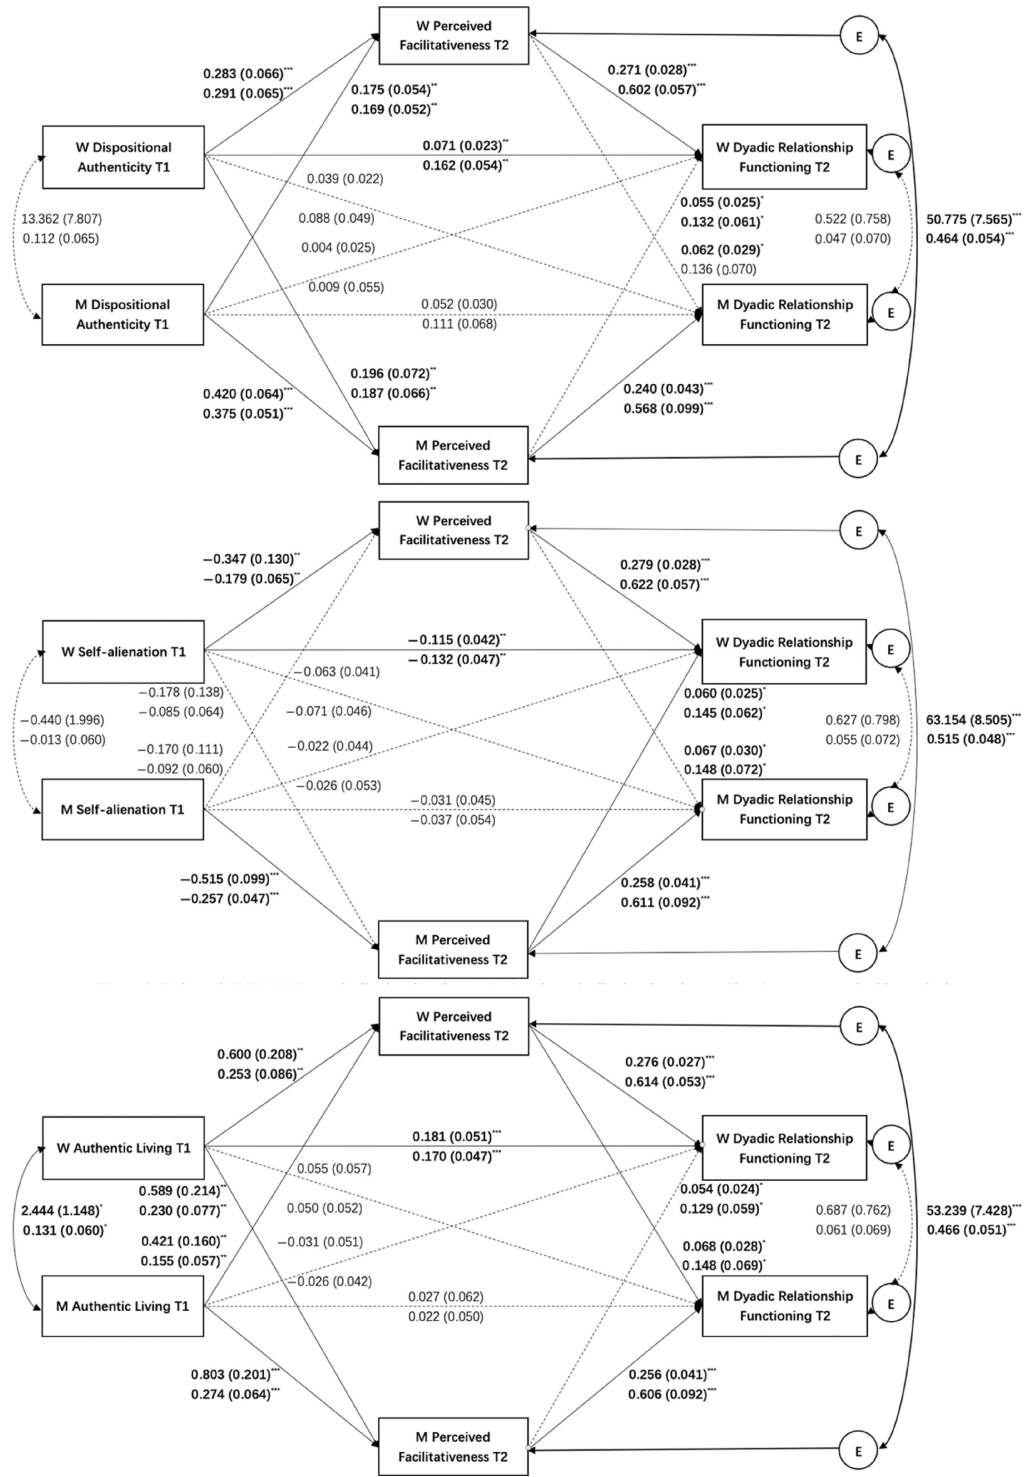 W Perceived
Facilitativeness T2
E
0.283 (0.066)***
0.291 (0.065)***
0.175 (0.054)**
0.169 (0.052)**
0.271 (0.028)***
0.602 (0.057)***
W Dispositional
Authenticity T1
0.071 (0.023)**
0.162 (0.054)**
W Dyadic Relationship
Functioning T2
E
0.039 (0.022)
0.088 (0.049)
0.004 (0.025)
0.009 (0.055)
13.362 (7.807)
0.112 (0.065)
0.055 (0.025)*
0.132 (0.061)*
0.062 (0.029)*
0.136 (0.070)
0.522 (0.758)
0.047 (0.070)
50.775 (7.565)***
0.464 (0.054)***
M Dispositional
Authenticity T1
0.052 (0.030)
0.111 (0.068)
M Dyadic Relationship
Functioning T2
E
0.420 (0.064)***
0.375 (0.051)***
0.196 (0.072)**
0.187 (0.066)**
0.240 (0.043)***
0.568 (0.099)***
M Perceived
Facilitativeness T2
E
W Perceived
Facilitativeness T2
E
−0.347 (0.130)**
−0.179 (0.065)**
0.279 (0.028)***
0.622 (0.057)***
W Self-alienation T1
−0.115 (0.042)**
−0.132 (0.047)**
W Dyadic Relationship
Functioning T2
E
−0.063 (0.041)
−0.071 (0.046)
−0.022 (0.044)
−0.026 (0.053)
−0.178 (0.138)
−0.085 (0.064)
−0.170 (0.111)
−0.092 (0.060)
−0.440 (1.996)
−0.013 (0.060)
0.060 (0.025)*
0.145 (0.062)*
0.067 (0.030)*
0.148 (0.072)*
0.627 (0.798)
0.055 (0.072)
63.154 (8.505)***
0.515 (0.048)***
M Self-alienation T1
−0.031 (0.045)
−0.037 (0.054)
M Dyadic Relationship
Functioning T2
E
−0.515 (0.099)***
−0.257 (0.047)***
0.258 (0.041)***
0.611 (0.092)***
M Perceived
Facilitativeness T2
E
W Perceived
Facilitativeness T2
E
0.600 (0.208)**
0.253 (0.086)**
0.276 (0.027)***
0.614 (0.053)***
W Authentic Living T1
0.181 (0.051)***
0.170 (0.047)***
W Dyadic Relationship
Functioning T2
E
0.055 (0.057)
0.050 (0.052)
−0.031 (0.051)
−0.026 (0.042)
0.589 (0.214)**
0.230 (0.077)**
0.421 (0.160)**
0.155 (0.057)**
2.444 (1.148)*
0.131 (0.060)*
0.054 (0.024)*
0.129 (0.059)*
0.068 (0.028)*
0.148 (0.069)*
0.687 (0.762)
0.061 (0.069)
53.239 (7.428)***
0.466 (0.051)***
M Authentic Living T1
0.027 (0.062)
0.022 (0.050)
M Dyadic Relationship
Functioning T2
E
0.803 (0.201)***
0.274 (0.064)***
0.256 (0.041)***
0.606 (0.092)***
M Perceived
Facilitativeness T2
E